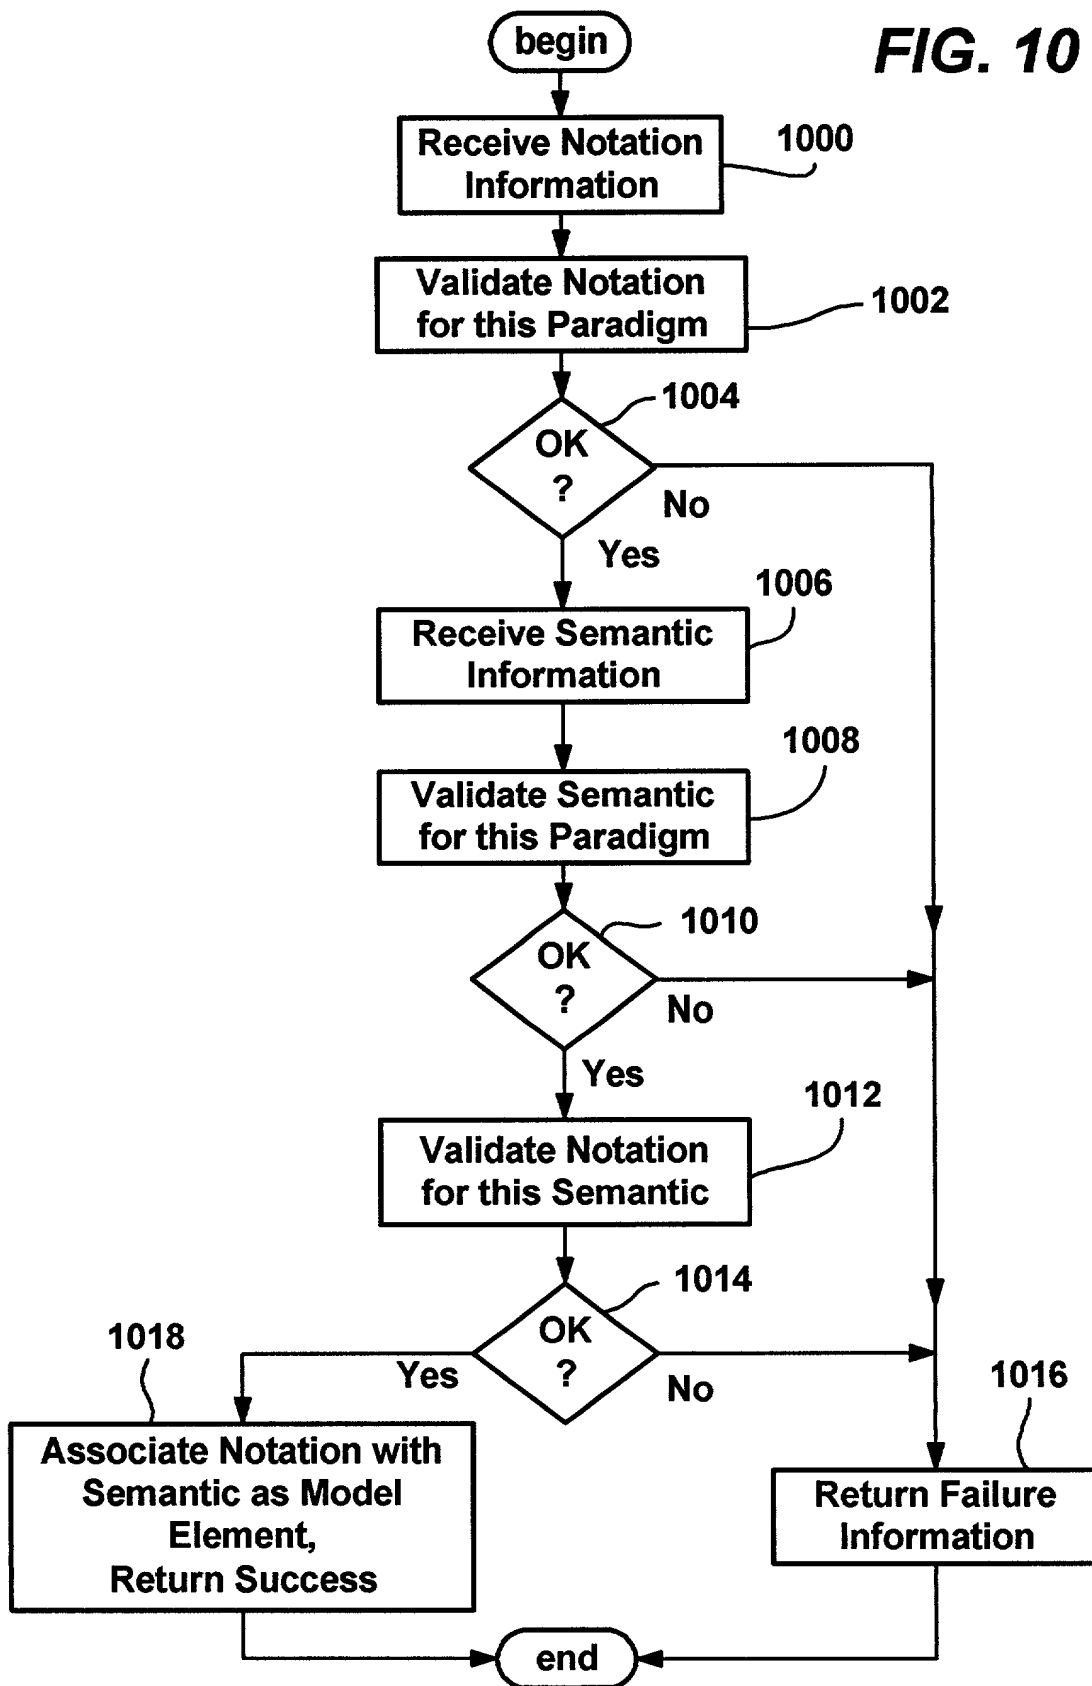 begin
FIG. 10
Receive Notation
Information
1000
Validate Notation
for this Paradigm
1002
1004
OK
?
No
Yes
1006
Receive Semantic
Information
1008
Validate Semantic
for this Paradigm
1010
OK
?
No
Yes
1012
Validate Notation
for this Semantic
1014
OK
?
Yes
No
1018
1016
Associate Notation with
Semantic as Model
Element,
Return Success
Return Failure
Information
end